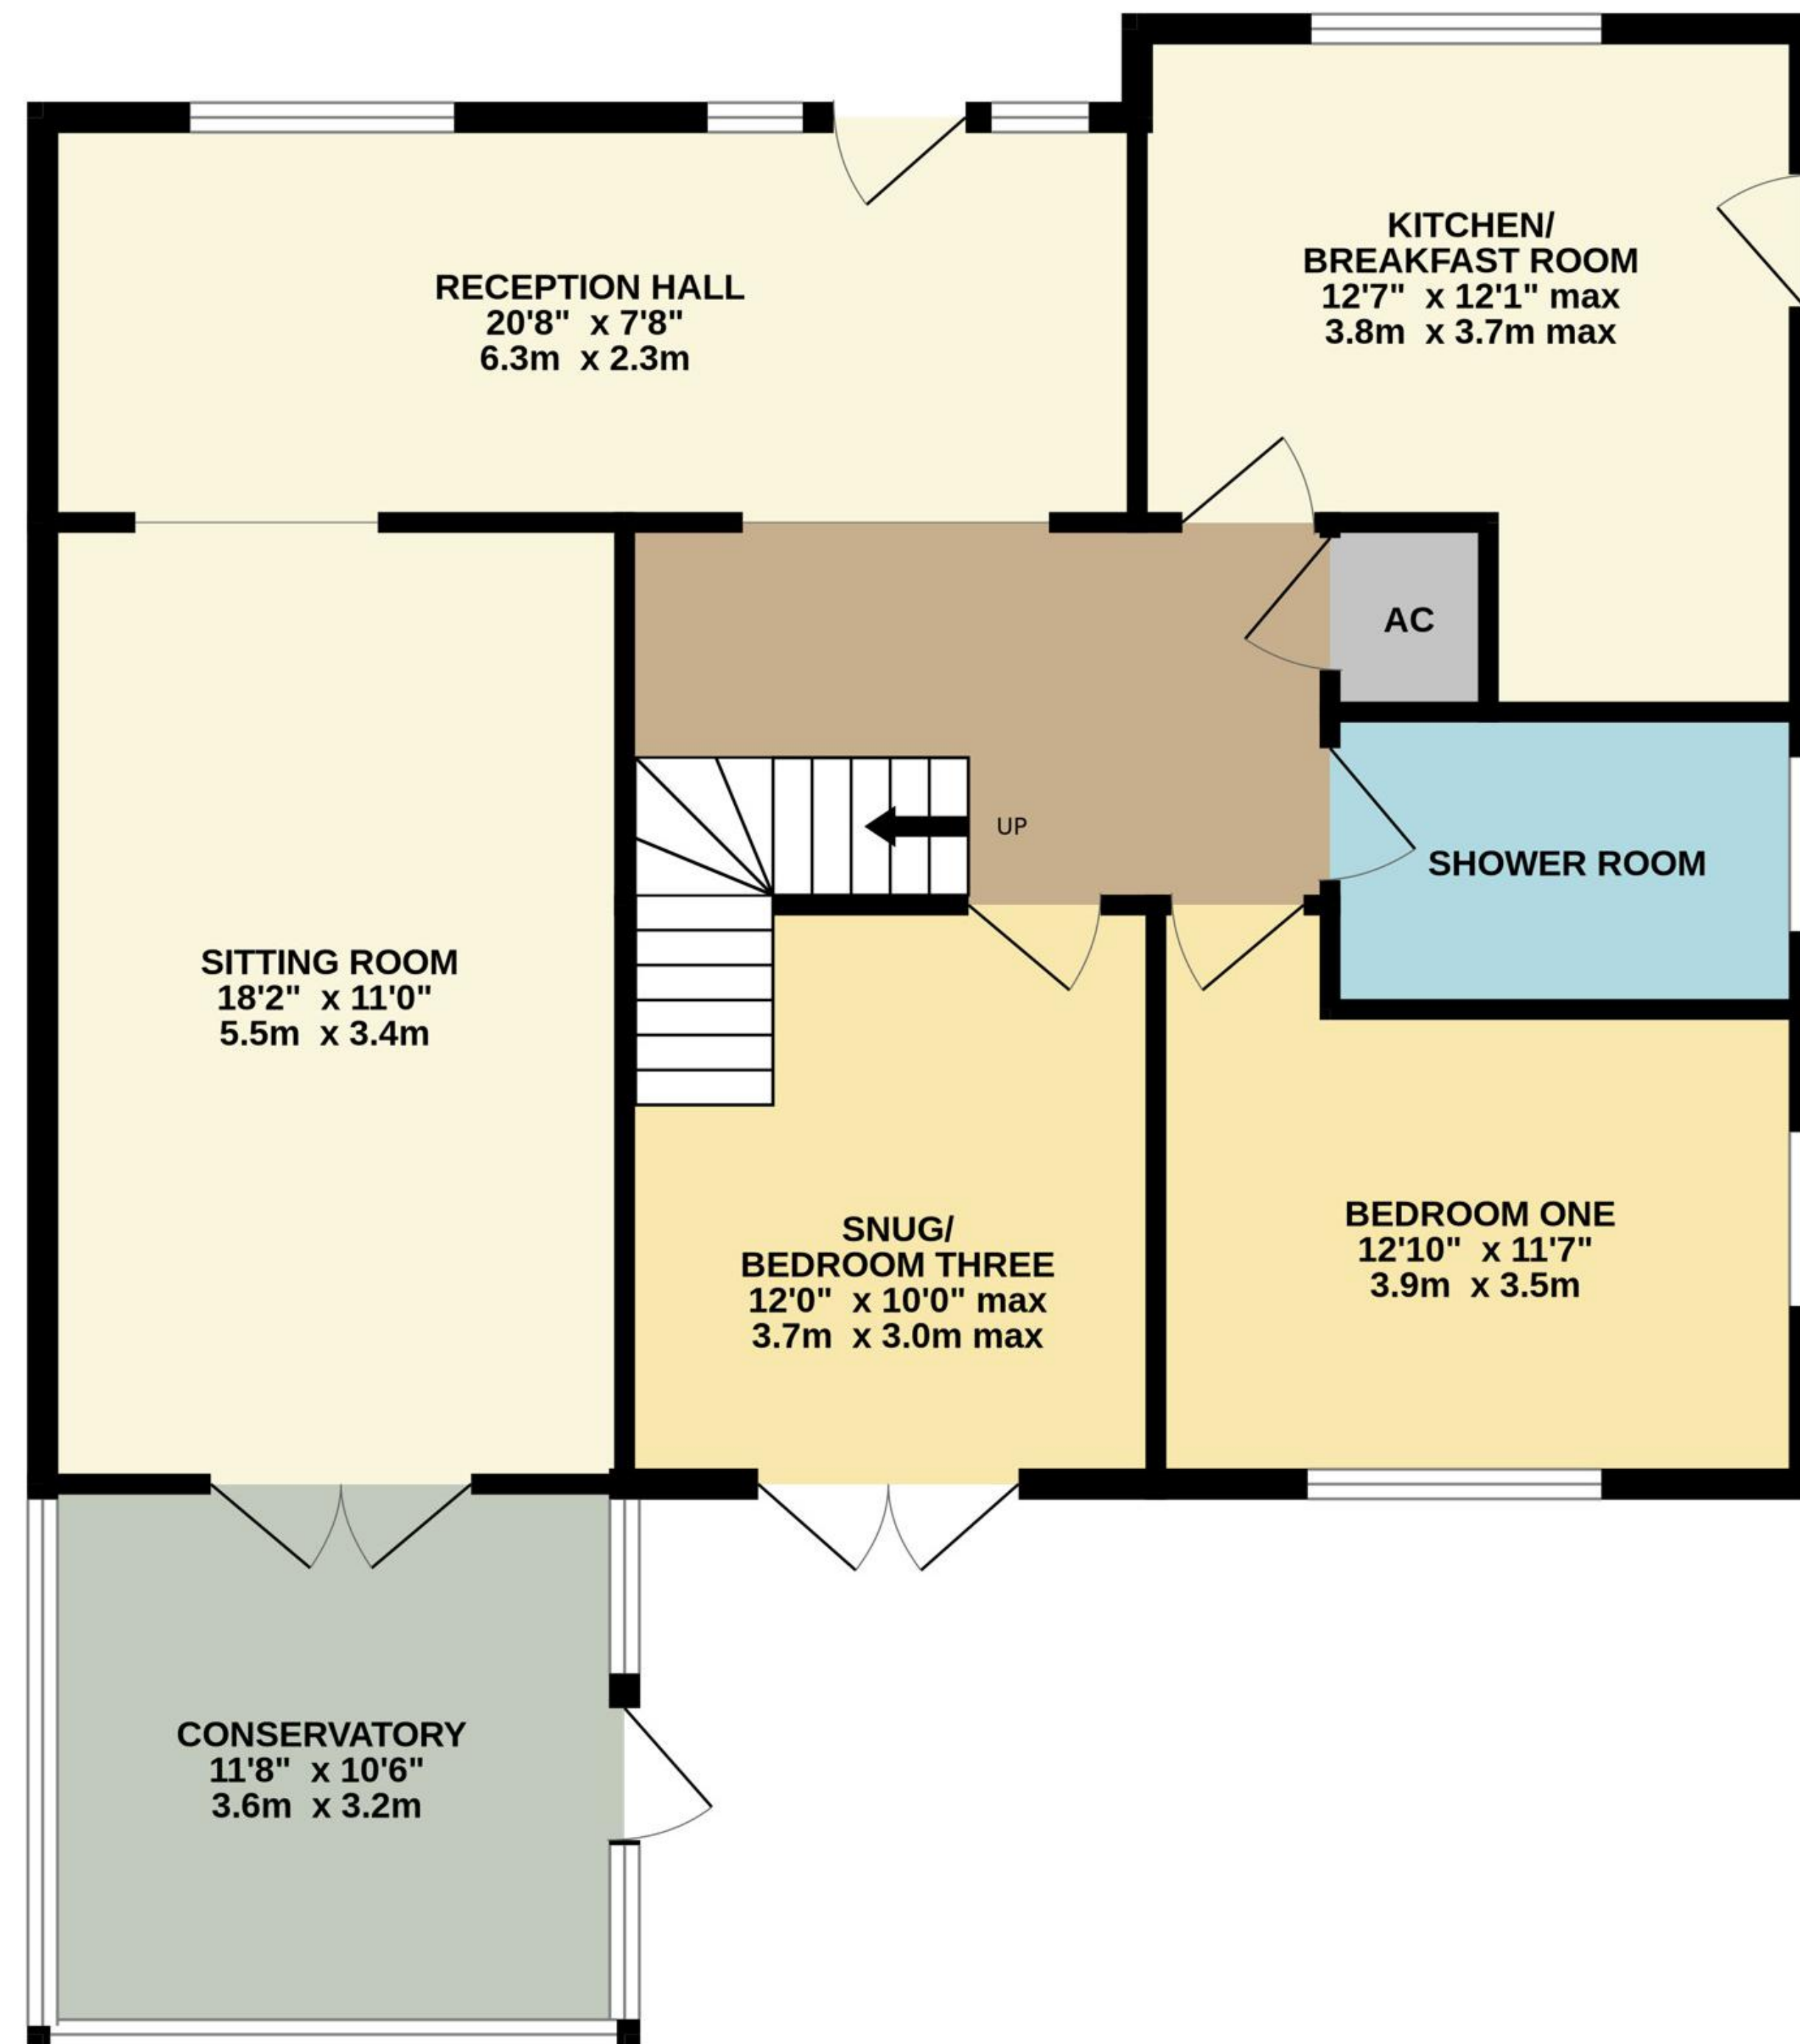 RECEPTION HALL
20'8" x 7'8"
6.3m x 2.3m
KITCHEN/
BREAKFAST ROOM
12'7" x 12'1" max
3.8m x 3.7m max
AC
UP
SHOWER ROOM
SITTING ROOM
18'2" x 11'0"
5.5m x 3.4m
SNUG/
BEDROOM THREE
12'0" x 10'0" max
3.7m x 3.0m max
BEDROOM ONE
12'10" x 11'7"
3.9m x 3.5m
CONSERVATORY
11'8" x 10'6"
3.6m x 3.2m